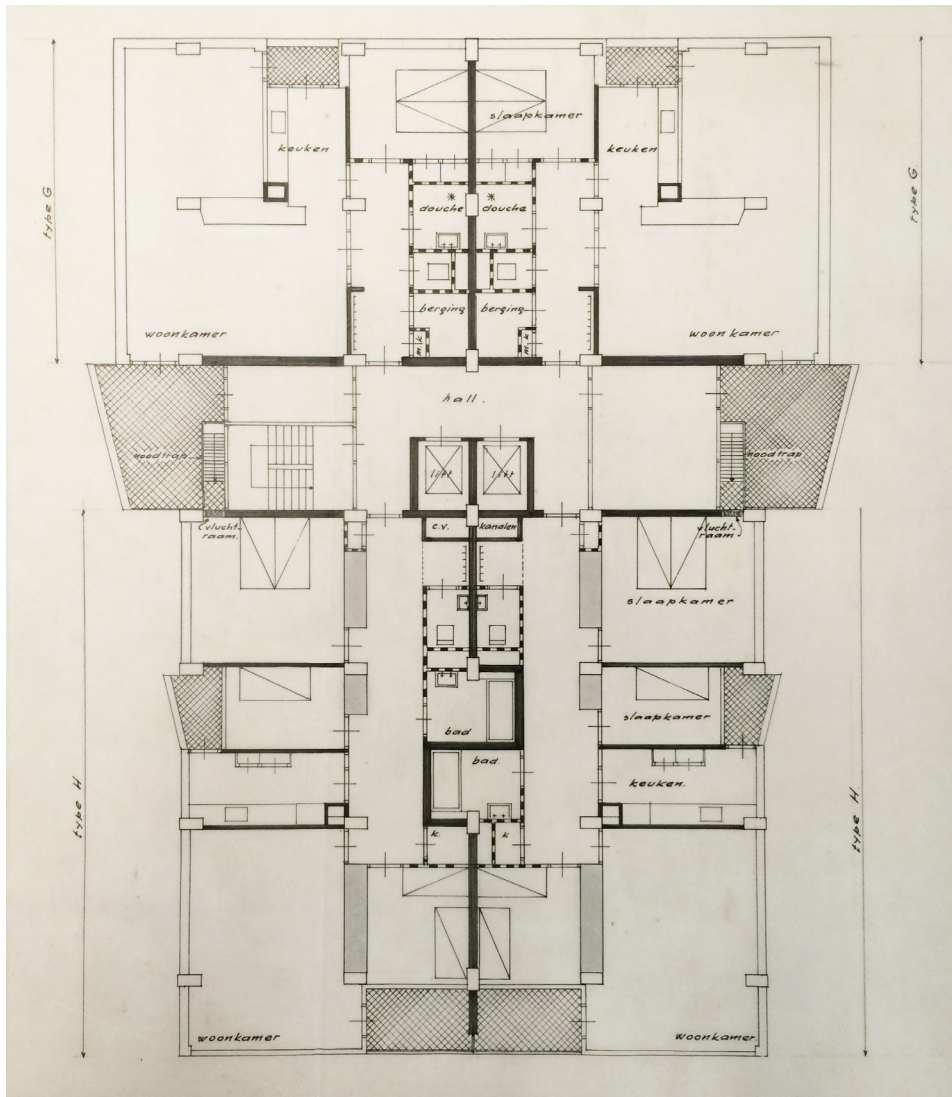 slaapkamer
keuken
keuken
type G
type G.
douche
douche
berging
berging
woonkamer
m.k
m.k
woonkamer
hall.
noodtrap
lift
lift
noodtrap
vlucht-
raam.
c.v.
kanalen
vlucht-
raam.
slaapkamer
slaapkamer
bad
bad.
keuken.
type H
type H
k.
k
woonkamer
woonkamer